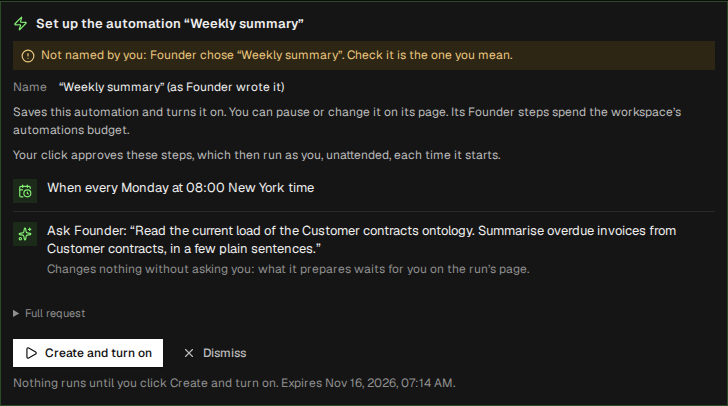 Set up the automation “Weekly summary”
Not named by you: Founder chose “Weekly summary”. Check it is the one you mean.
Name “Weekly summary” (as Founder wrote it)
Saves this automation and turns it on. You can pause or change it on its page. Its Founder steps spend the workspace’s
automations budget.
Your click approves these steps, which then run as you, unattended, each time it starts.
When every Monday at 08:00 New York time
Ask Founder: “Read the current load of the Customer contracts ontology. Summarise overdue invoices from
Customer contracts, in a few plain sentences.”
Changes nothing without asking you: what it prepares waits for you on the run’s page.
Full request
Create and turn on Dismiss
Nothing runs until you click Create and turn on. Expires Nov 16, 2026, 07:14 AM.